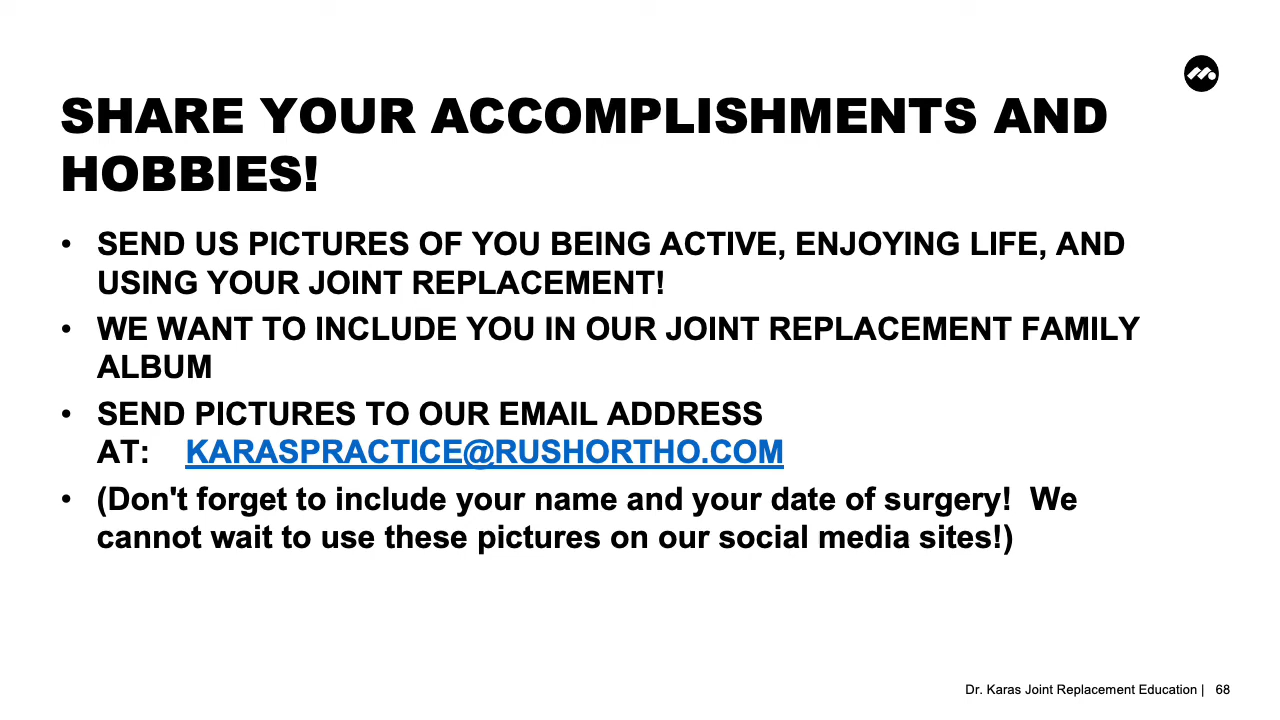 SHARE YOUR ACCOMPLISHMENTS AND
HOBBIES!
• SEND US PICTURES OF YOU BEING ACTIVE, ENJOYING LIFE, AND
USING YOUR JOINT REPLACEMENT!
• WE WANT TO INCLUDE YOU IN OUR JOINT REPLACEMENT FAMILY
ALBUM
• SEND PICTURES TO OUR EMAIL ADDRESS
AT: KARASPRACTICE@RUSHORTHO.COM
• (Don't forget to include your name and your date of surgery! We
cannot wait to use these pictures on our social media sites!)
Dr. Karas Joint Replacement Education | 68